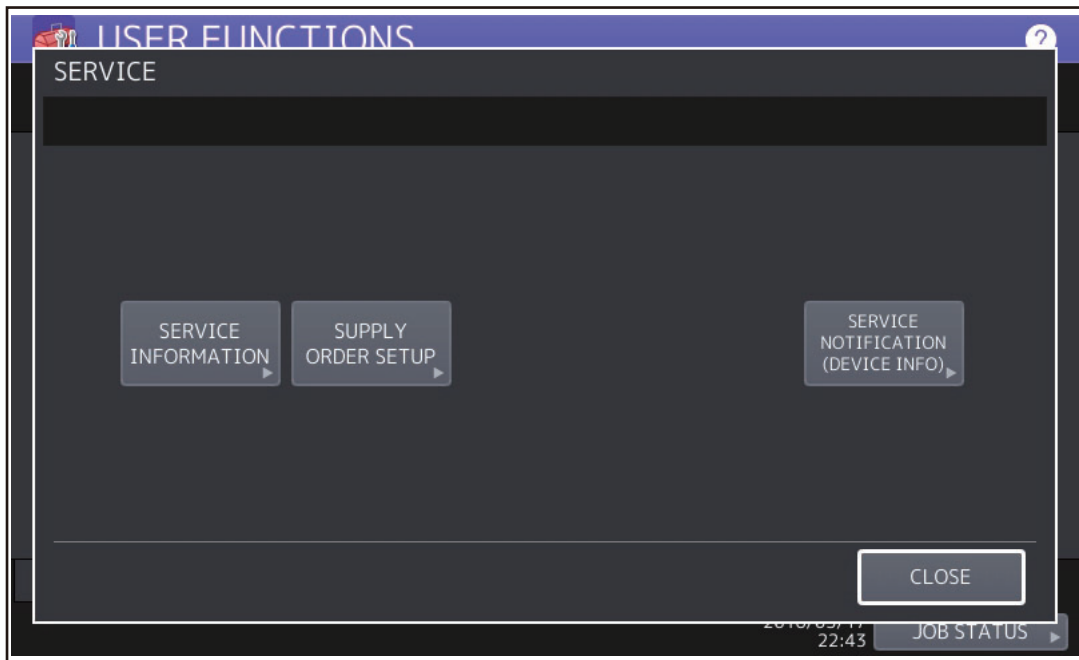 USER FUNCTIONS
?
SERVICE
SERVICE
INFORMATION
SUPPLY
ORDER SETUP
SERVICE
NOTIFICATION
(DEVICE INFO)
CLOSE
22:43
JOB STATUS